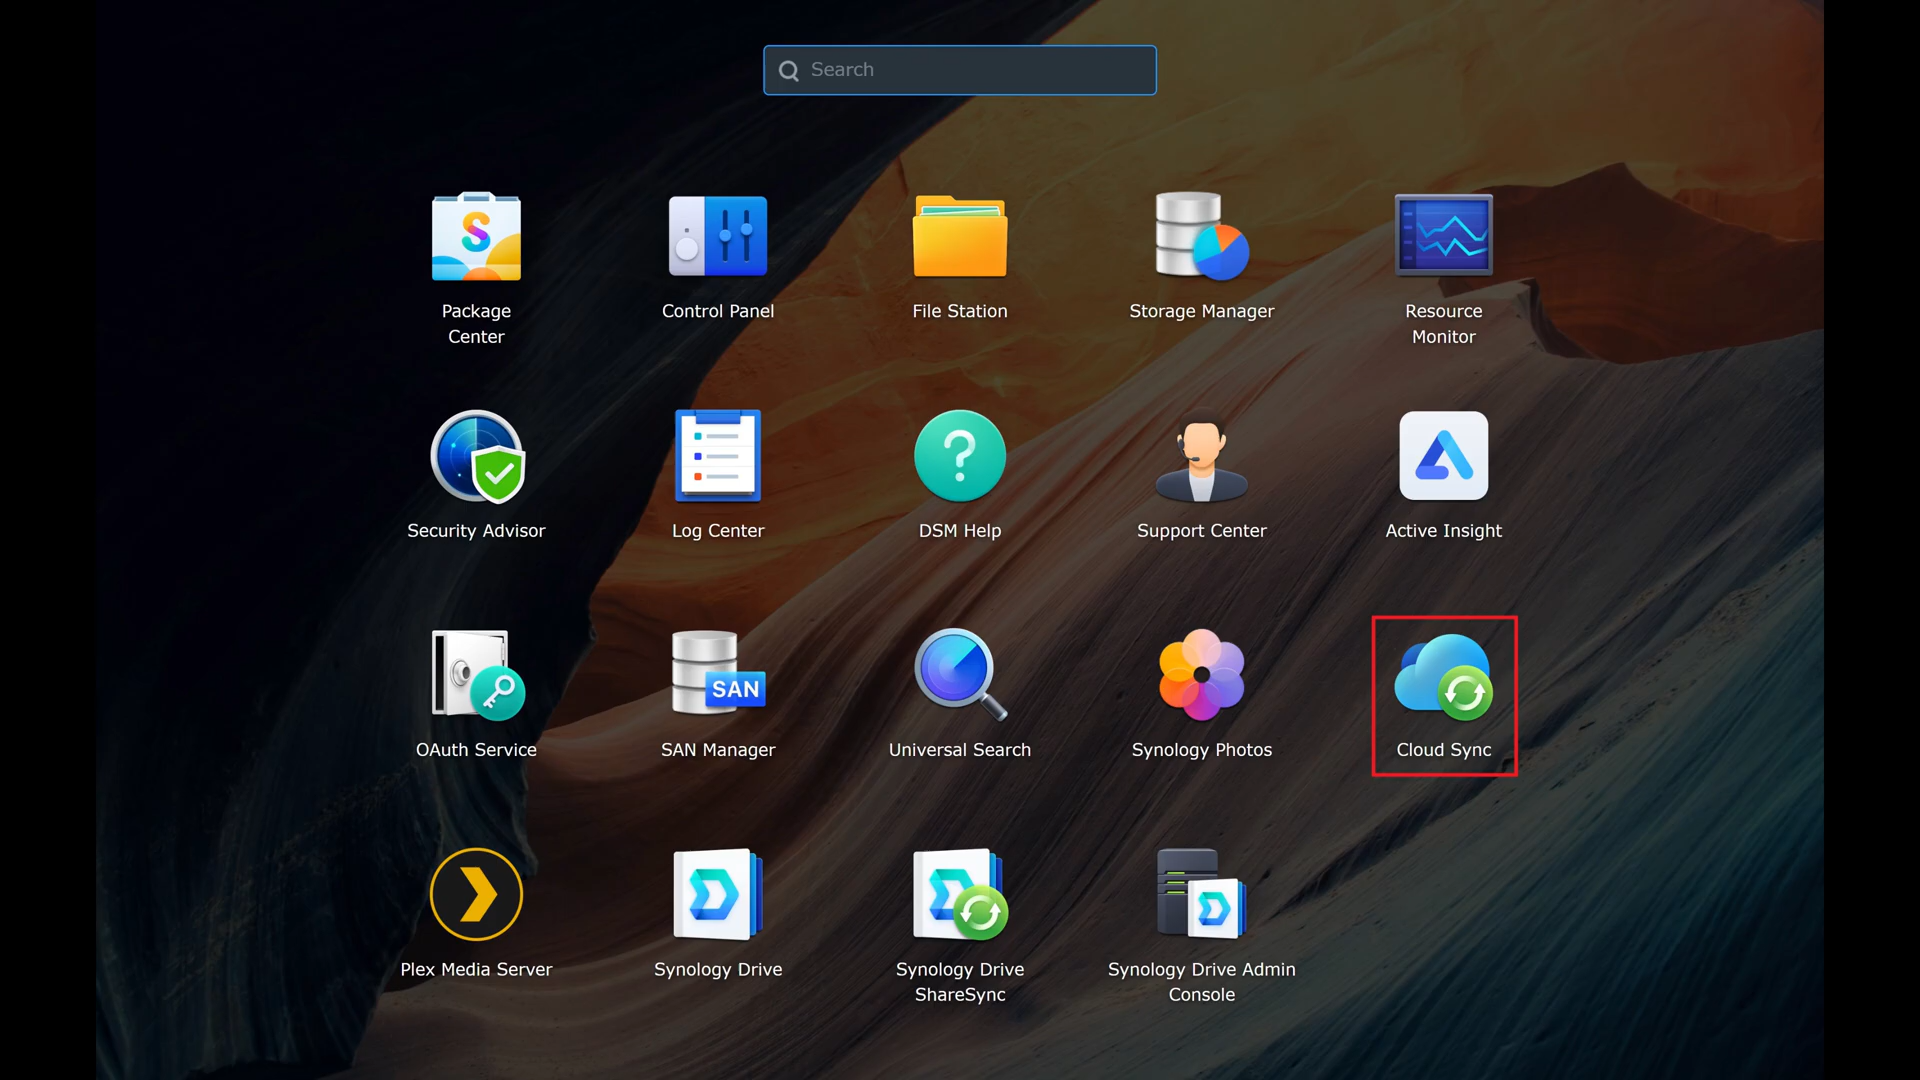 Search
Package
Center
Control Panel
File Station
Storage Manager
Resource
Monitor
Security Advisor
Log Center
DSM Help
Support Center
Active Insight
OAuth Service
SAN
SAN Manager
Universal Search
Synology Photos
Cloud Sync
Plex Media Server
Synology Drive
Synology Drive
ShareSync
Synology Drive Admin
Console